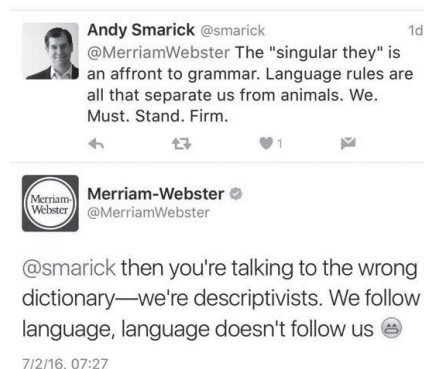 Andy Smarick @smarick 1d
@MerriamWebster The "singular they" is
an affront to grammar. Language rules are
all that separate us from animals. We.
Must. Stand. Firm.
1
Merriam-
Webster
Merriam-Webster
@MerriamWebster
@smarick then you're talking to the wrong
dictionary—we're descriptivists. We follow
language, language doesn't follow us 😁
7/2/16, 07:27